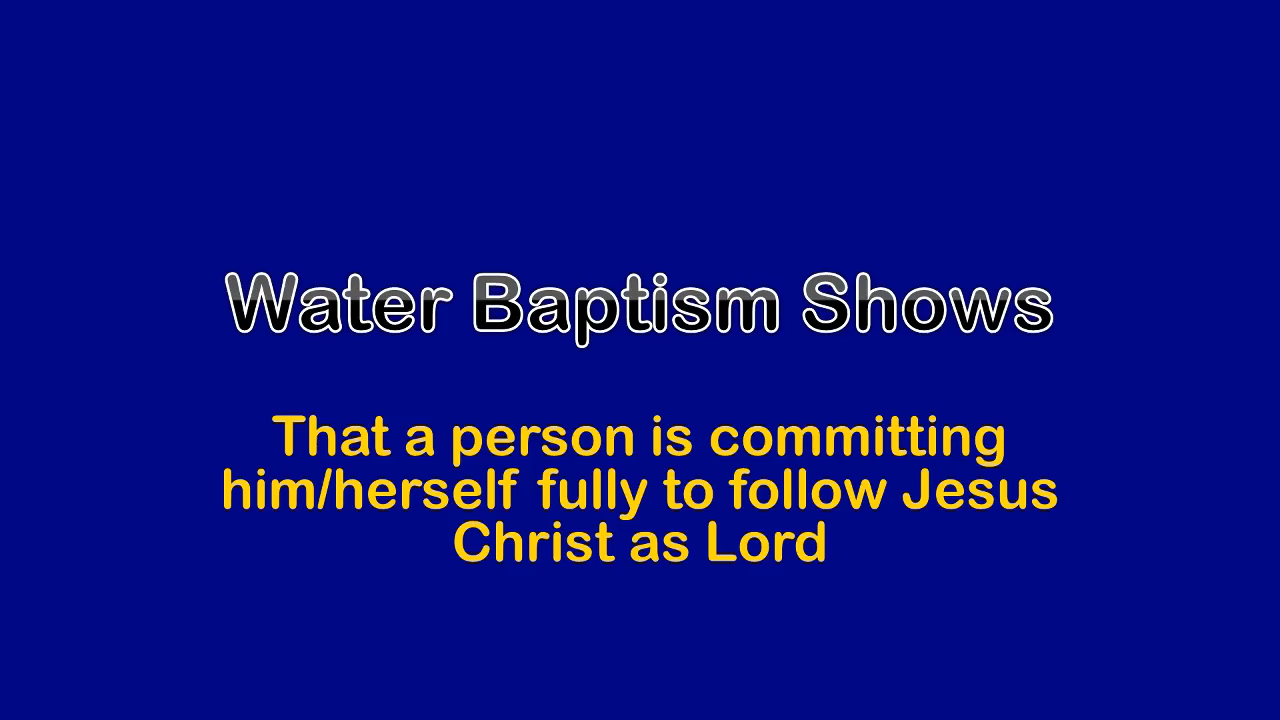 Water Baptism Shows
That a person is committing
him/herself fully to follow Jesus
Christ as Lord